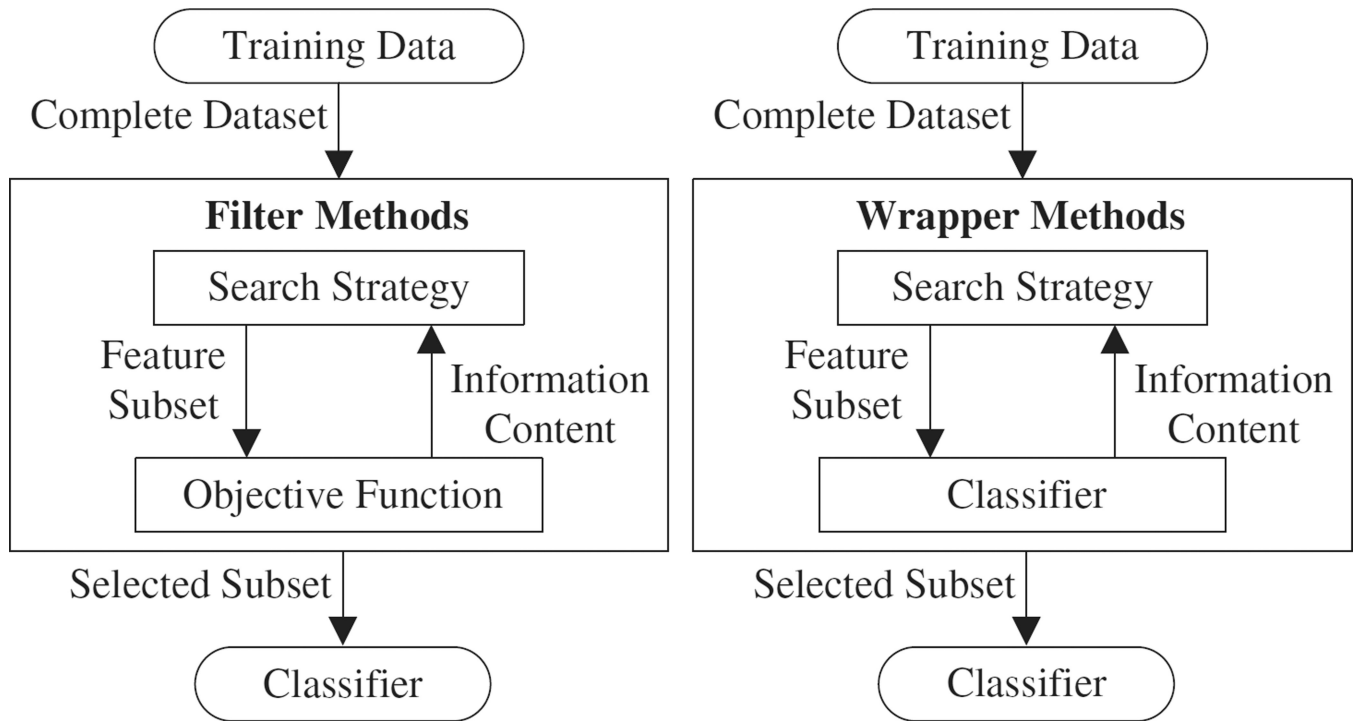 Training Data
Complete Dataset
Filter Methods
Search Strategy
Feature
Subset
Information
Content
Objective Function
Selected Subset
Classifier
Training Data
Complete Dataset
Wrapper Methods
Search Strategy
Feature
Subset
Information
Content
Classifier
Selected Subset
Classifier